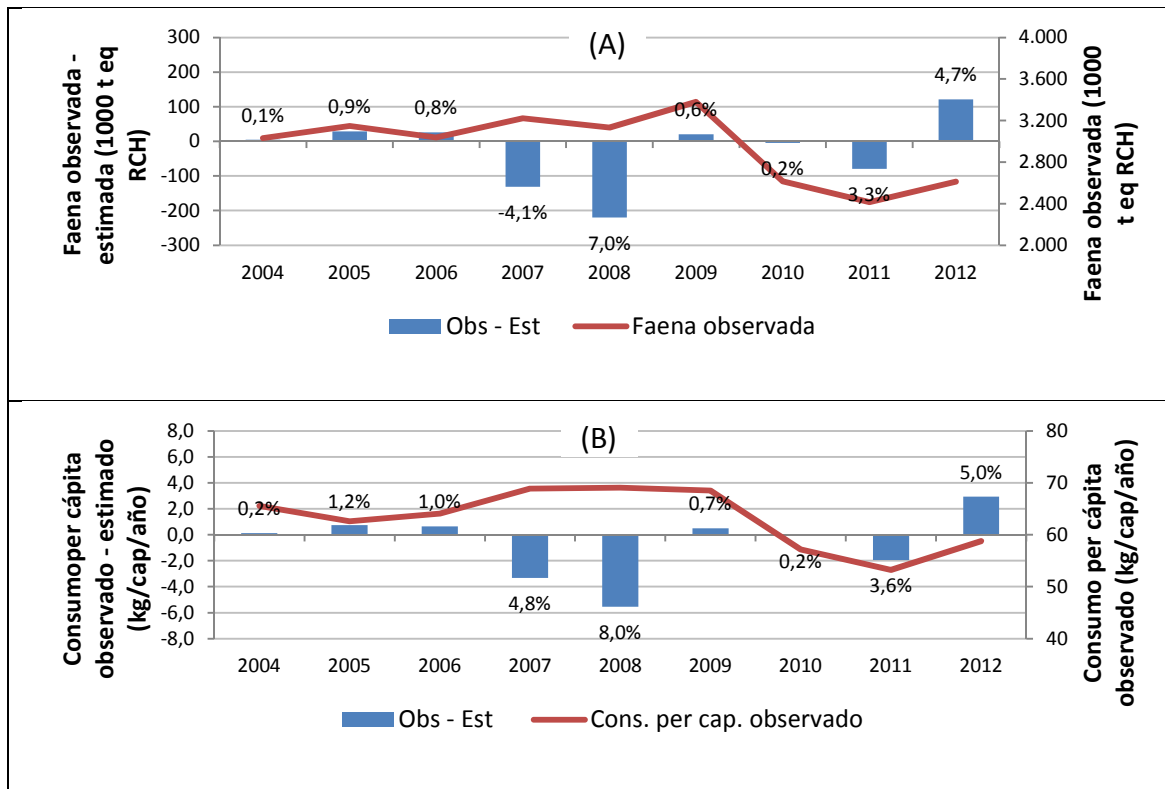 (A)
Faena observada -
estimada (1000 t eq
RCH)
300
200
100
0
-100
-200
-300
4.000
3.600
3.200
2.800
2.400
2.000
Faena observada (1000
t eq RCH)
0,1%
0,9%
0,8%
-4,1%
7,0%
0,6%
0,2%
3,3%
4,7%
2004 2005 2006 2007 2008 2009 2010 2011 2012
Obs - Est Faena observada
(B)
Consumoper cápita
observado - estimado
(kg/cap/año)
8,0
6,0
4,0
2,0
0,0
-2,0
-4,0
-6,0
-8,0
80
70
60
50
40
Consumo per cápita
observado (kg/cap/año)
0,2%
1,2%
1,0%
4,8%
8,0%
0,7%
0,2%
3,6%
5,0%
2004 2005 2006 2007 2008 2009 2010 2011 2012
Obs - Est Cons. per cap. observado